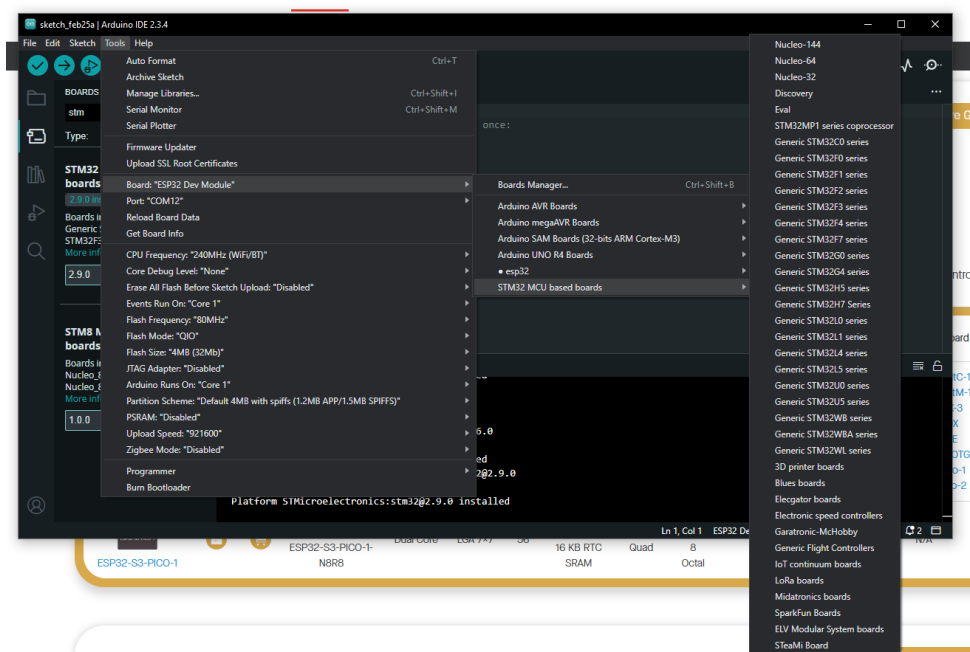 sketch_feb25a | Arduino IDE 2.3.4
File Edit Sketch Tools Help
BOARDS
stm
Type:
STM32
boards
2.9.0 in
Boards i
Generic
STM32F3
More inf
2.9.0
STM8 M
boards
Boards i
Nucleo_8
Nucleo_8
More inf
1.0.0
Auto Format Ctrl+T
Archive Sketch
Manage Libraries... Ctrl+Shift+I
Serial Monitor Ctrl+Shift+M
Serial Plotter
Firmware Updater
Upload SSL Root Certificates
Board: "ESP32 Dev Module"
Port: "COM12"
Reload Board Data
Get Board Info
CPU Frequency: "240MHz (WiFi/BT)"
Core Debug Level: "None"
Erase All Flash Before Sketch Upload: "Disabled"
Events Run On: "Core 1"
Flash Frequency: "80MHz"
Flash Mode: "QIO"
Flash Size: "4MB (32Mb)"
JTAG Adapter: "Disabled"
Arduino Runs On: "Core 1"
Partition Scheme: "Default 4MB with spiffs (1.2MB APP/1.5MB SPIFFS)"
PSRAM: "Disabled"
Upload Speed: "921600"
Zigbee Mode: "Disabled"
Programmer
Burn Bootloader
once:
Boards Manager... Ctrl+Shift+B
Arduino AVR Boards
Arduino megaAVR Boards
Arduino SAM Boards (32-bits ARM Cortex-M3)
Arduino UNO R4 Boards
esp32
STM32 MCU based boards
Nucleo-144
Nucleo-64
Nucleo-32
Discovery
Eval
STM32MP1 series coprocessor
Generic STM32C0 series
Generic STM32F0 series
Generic STM32F1 series
Generic STM32F2 series
Generic STM32F3 series
Generic STM32F4 series
Generic STM32F7 series
Generic STM32G0 series
Generic STM32G4 series
Generic STM32H5 series
Generic STM32H7 Series
Generic STM32L0 series
Generic STM32L1 series
Generic STM32L4 series
Generic STM32L5 series
Generic STM32U0 series
Generic STM32U5 series
Generic STM32WB series
Generic STM32WBA series
Generic STM32WL series
3D printer boards
Blues boards
Elecgator boards
Electronic speed controllers
Garatronic-McHobby
Generic Flight Controllers
IoT continuum boards
LoRa boards
Midatronics boards
SparkFun Boards
ELV Modular System boards
STeaMi Board
6.0
ed
2@2.9.0
Platform STMicroelectronics:stm32@2.9.0 installed
Ln 1, Col 1 ESP32 De
2
ESP32-S3-PICO-1
ESP32-S3-PICO-1-
N8R8
Dual Core
LGA 7×7
56
16 KB RTC
SRAM
Quad
8
Octal
N/A